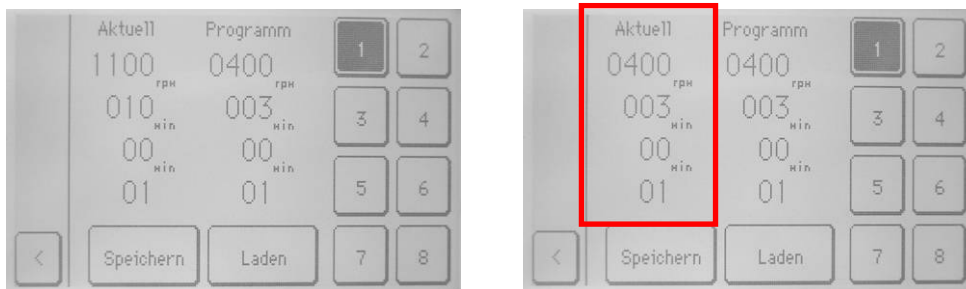 Aktuell Programm
1100 rpm 0400 rpm
010 min 003 min
00 min 00 min
01 01
Speichern Laden
<
1 2
3 4
5 6
7 8
Aktuell Programm
0400 rpm 0400 rpm
003 min 003 min
00 min 00 min
01 01
Speichern Laden
<
1 2
3 4
5 6
7 8